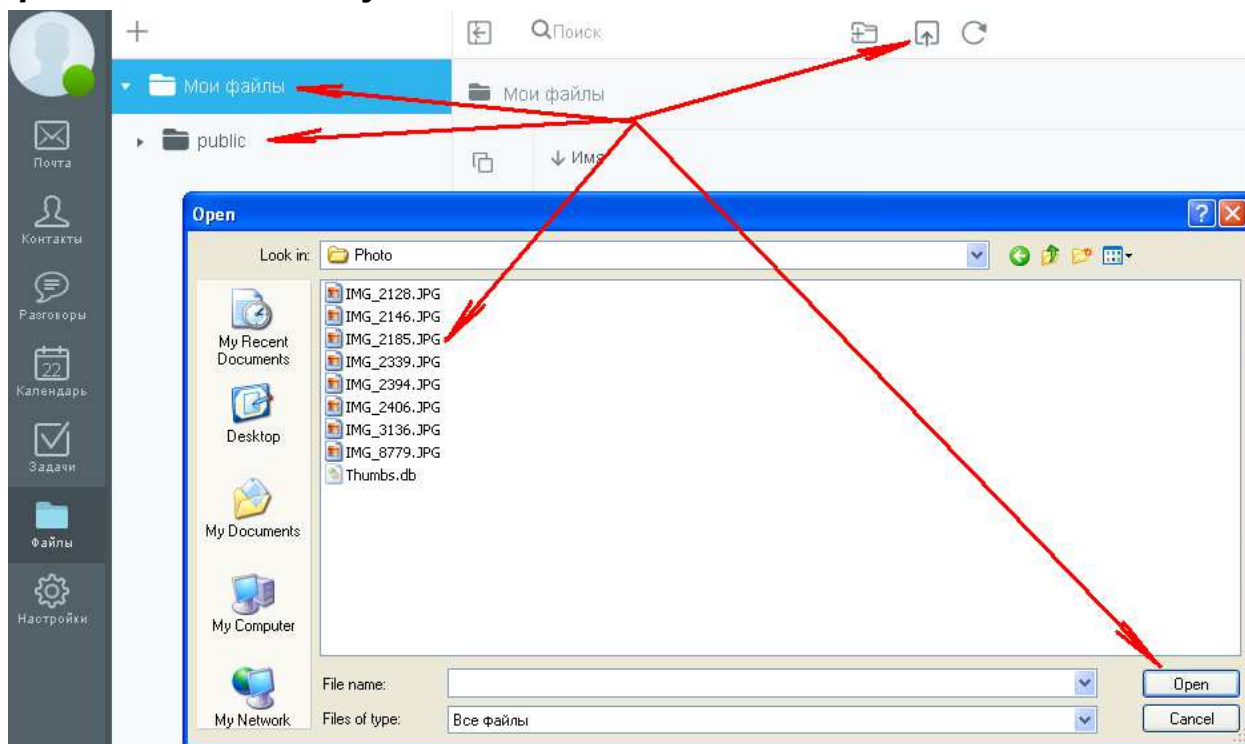 Поиск
Мои файлы
Мои файлы
public
Имя
Почта
Контакты
Разговоры
22
Календарь
Задачи
Файлы
Настройки
Open
Look in:
Photo
My Recent
Documents
Desktop
My Documents
My Computer
My Network
IMG_2128.JPG
IMG_2146.JPG
IMG_2185.JPG
IMG_2339.JPG
IMG_2394.JPG
IMG_2406.JPG
IMG_3136.JPG
IMG_8779.JPG
Thumbs.db
File name:
Open
Files of type:
Все файлы
Cancel